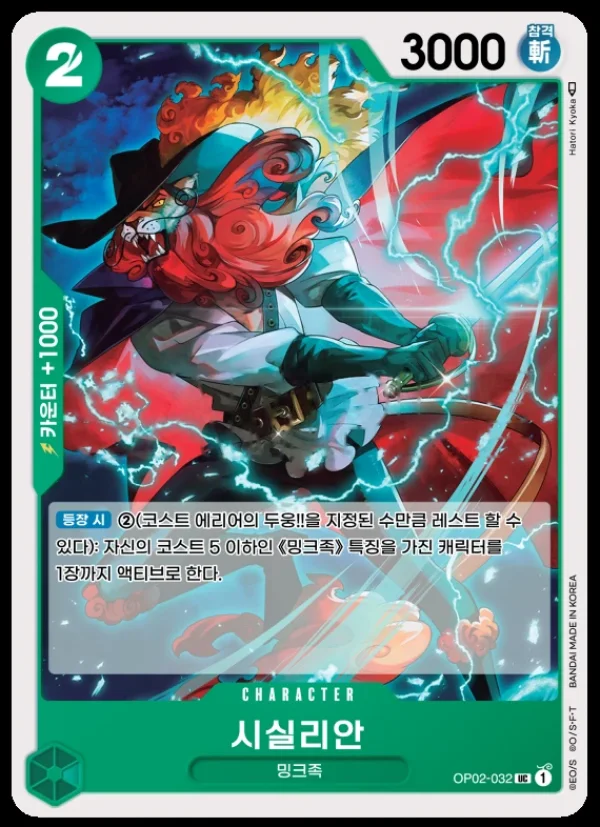 2
3000
참격
斬
Hatori Kyoka
카운터 +1000
등장 시 ②(코스트 에리어의 두웅!!을 지정된 수만큼 레스트 할 수
있다): 자신의 코스트 5 이하인 《밍크족》 특징을 가진 캐릭터를
1장까지 액티브로 한다.
CHARACTER
시실리안
밍크족
OP02-032 UC 1
©EO/S ©O/S·F·T BANDAI MADE IN KOREA